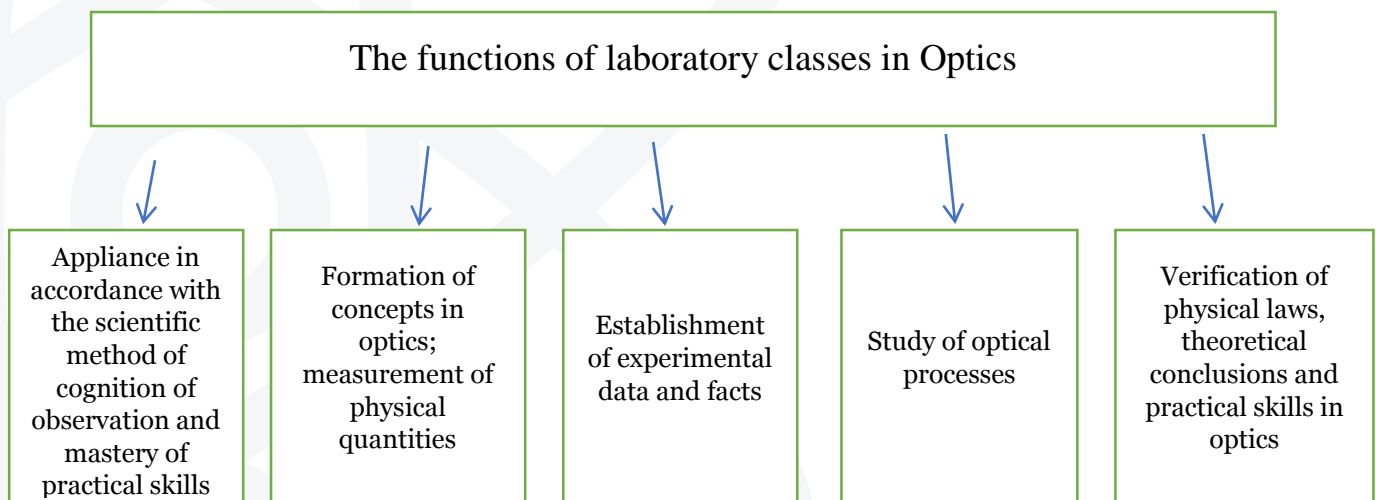 The functions of laboratory classes in Optics
Appliance in
accordance with
the scientific
method of
cognition of
observation and
mastery of
practical skills
Formation of
concepts in
optics;
measurement of
physical
quantities
Establishment
of experimental
data and facts
Study of optical
processes
Verification of
physical laws,
theoretical
conclusions and
practical skills in
optics